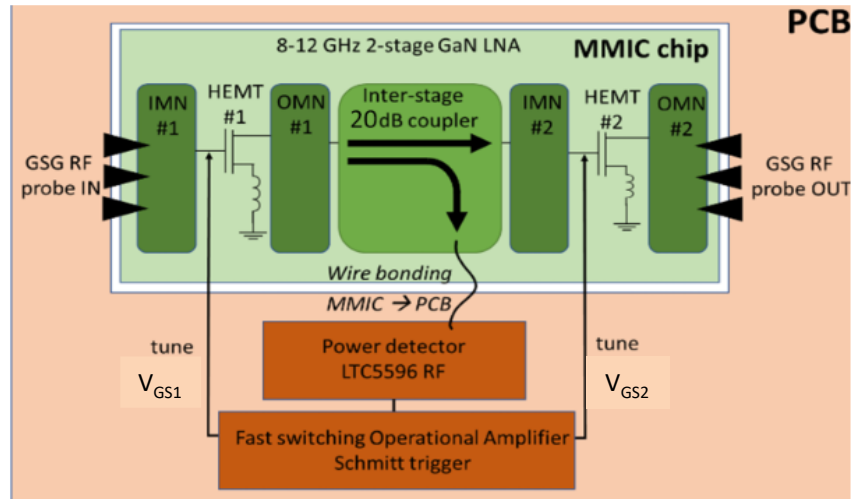 PCB
8-12 GHz 2-stage GaN LNA
MMIC chip
IMN
#1
HEMT
#1
OMN
#1
Inter-stage
20dB coupler
IMN
#2
HEMT
#2
OMN
#2
GSG RF
probe IN
GSG RF
probe OUT
Wire bonding
MMIC → PCB
tune
VGS1
Power detector
LTC5596 RF
tune
VGS2
Fast switching Operational Amplifier
Schmitt trigger